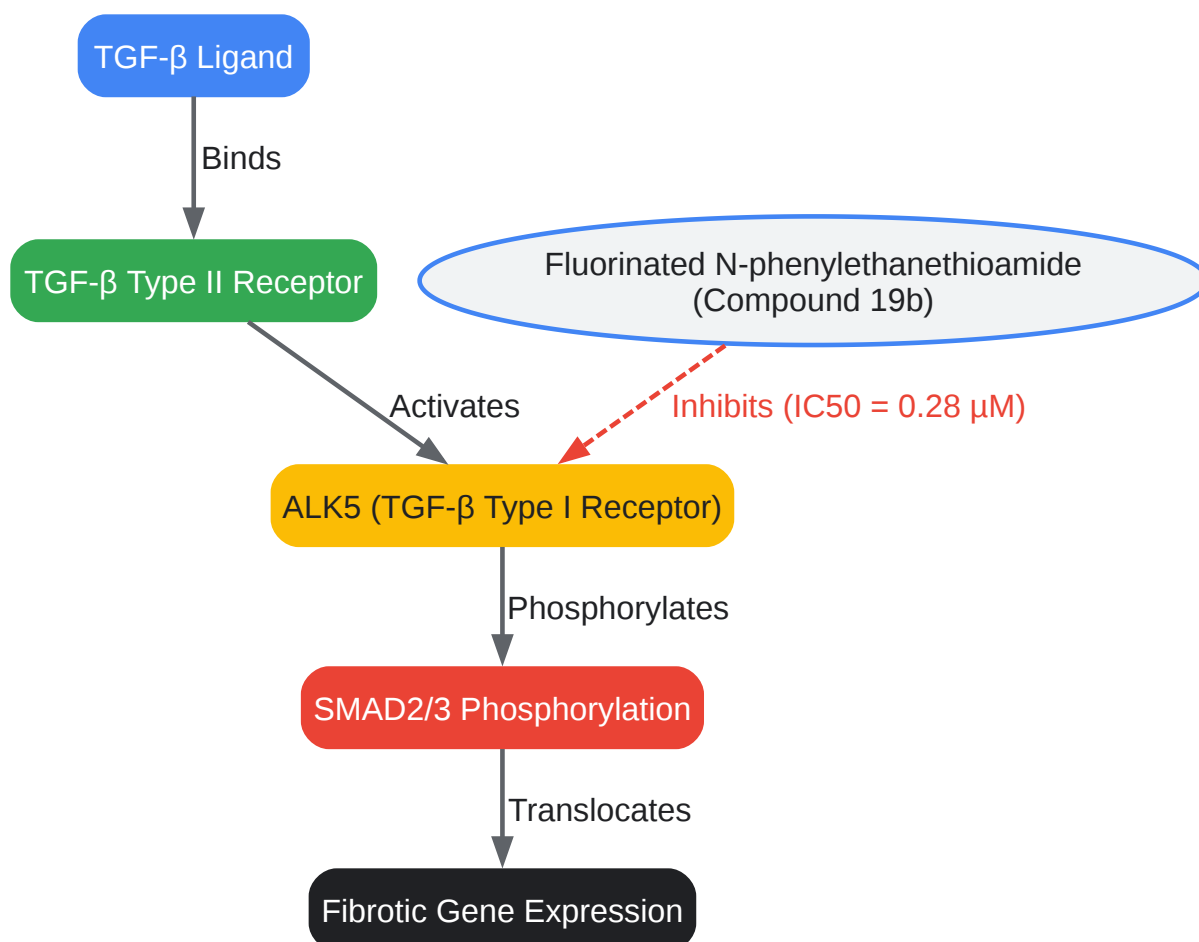 TGF-β Ligand
Binds
TGF-β Type II Receptor
Fluorinated N-phenylethanethioamide
(Compound 19b)
Activates
Inhibits (IC50 = 0.28 μM)
ALK5 (TGF-β Type I Receptor)
Phosphorylates
SMAD2/3 Phosphorylation
Translocates
Fibrotic Gene Expression